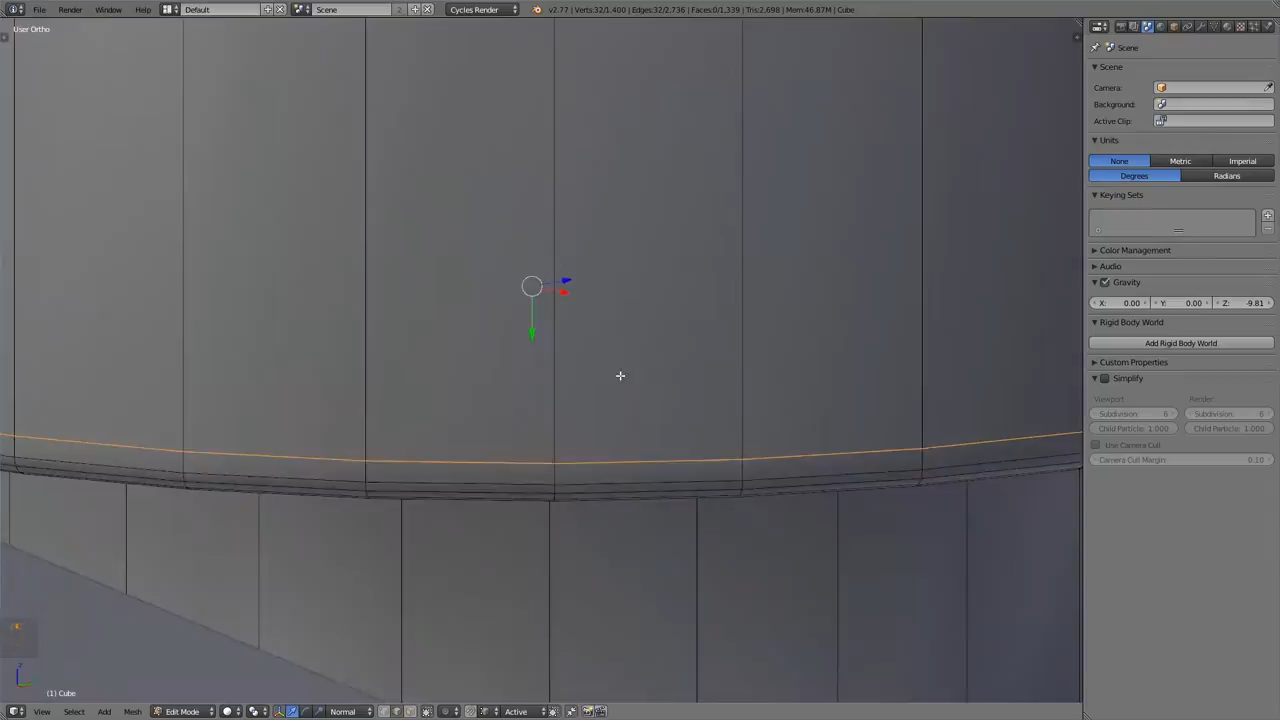 File Render Window Help Default Scene 2 Cycles Render v2.77 | Verts:32/1,400 | Edges:32/2,736 | Faces:0/1,339 | Tris:2,698 | Mem:46.87M | Cube
User Ortho
Scene
Scene
Camera:
Background:
Active Clip:
Units
None Metric Imperial
Degrees Radians
Keying Sets
Color Management
Audio
Gravity
X: 0.00 Y: 0.00 Z: -9.81
Rigid Body World
Add Rigid Body World
Custom Properties
Simplify
Viewport: Render:
Subdivision: 6 Subdivision: 6
Child Particle: 1.000 Child Particle: 1.000
Use Camera Cull
Camera Cull Margin: 0.10
z
(1) Cube
View Select Add Mesh Edit Mode Normal Active